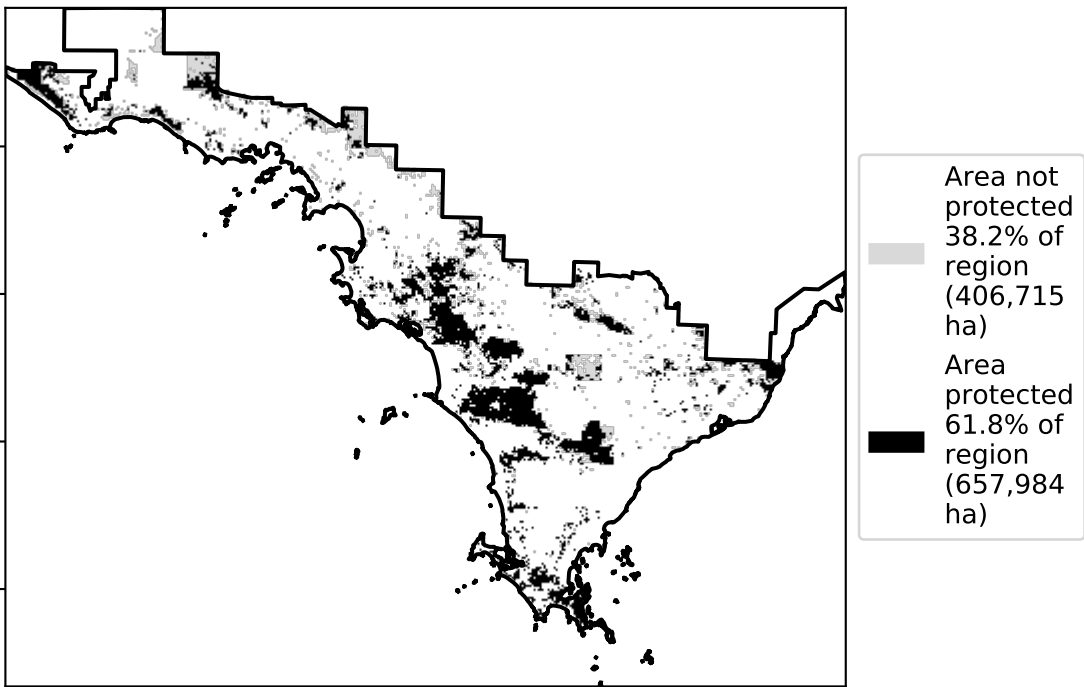 Area not
protected
38.2% of
region
(406,715
ha)
Area
protected
61.8% of
region
(657,984
ha)